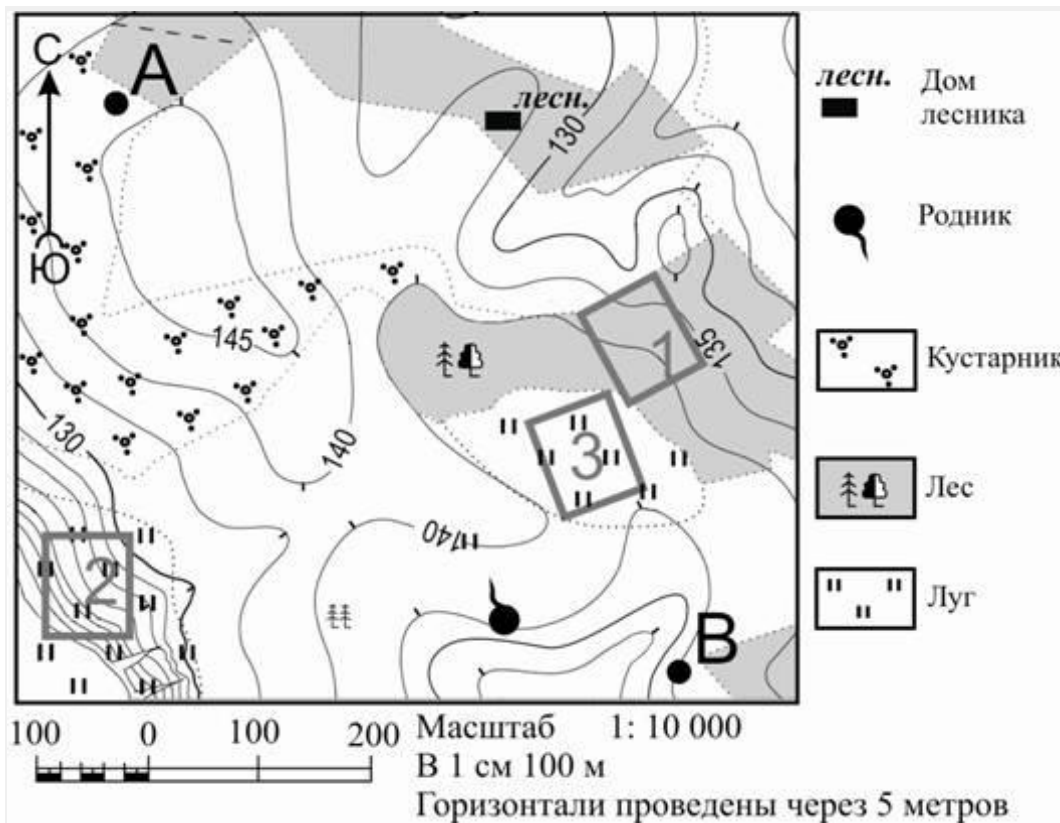 С
А
лесн.
130
Ю
145
1
135
140
3
130
140
2
В
лесн.
Дом
лесника
Родник
Кустарник
Лес
Луг
100 0 100 200
Масштаб 1: 10 000
В 1 см 100 м
Горизонтали проведены через 5 метров